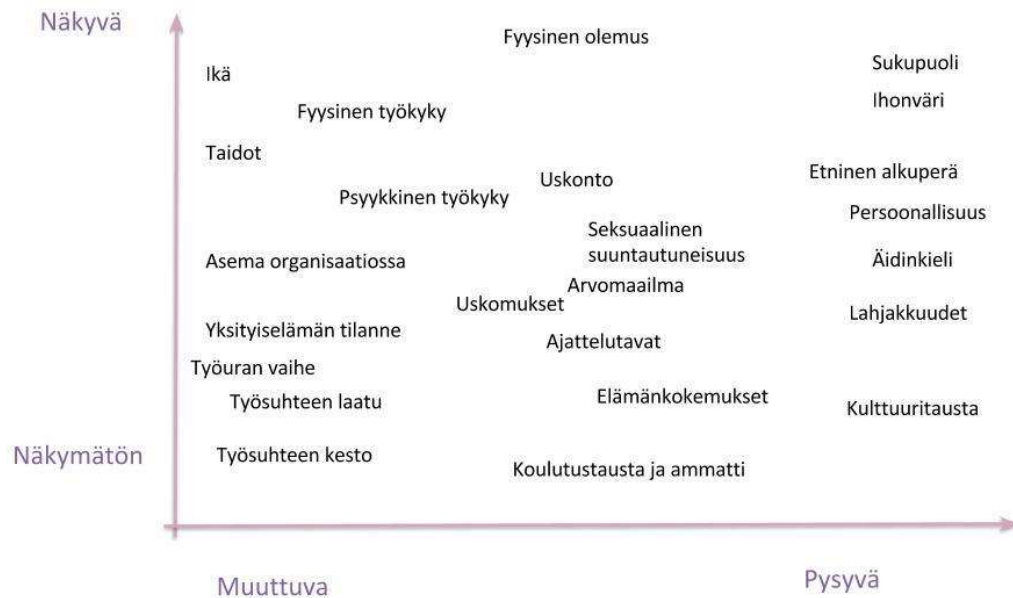 Näkyvä
Fyysinen olemus
Sukupuoli
Ikä
Ihonväri
Fyysinen työkyky
Taidot
Etninen alkuperä
Uskonto
Psyykkinen työkyky
Persoonallisuus
Seksuaalinen
suuntautuneisuus
Asema organisaatiossa
Äidinkieli
Arvomaailma
Uskomukset
Lahjakkuudet
Yksityiselämän tilanne
Ajattelutavat
Työuran vaihe
Elämänkokemukset
Työsuhteen laatu
Kulttuuritausta
Näkymätön
Työsuhteen kesto
Koulutustausta ja ammatti
Muuttuva
Pysyvä